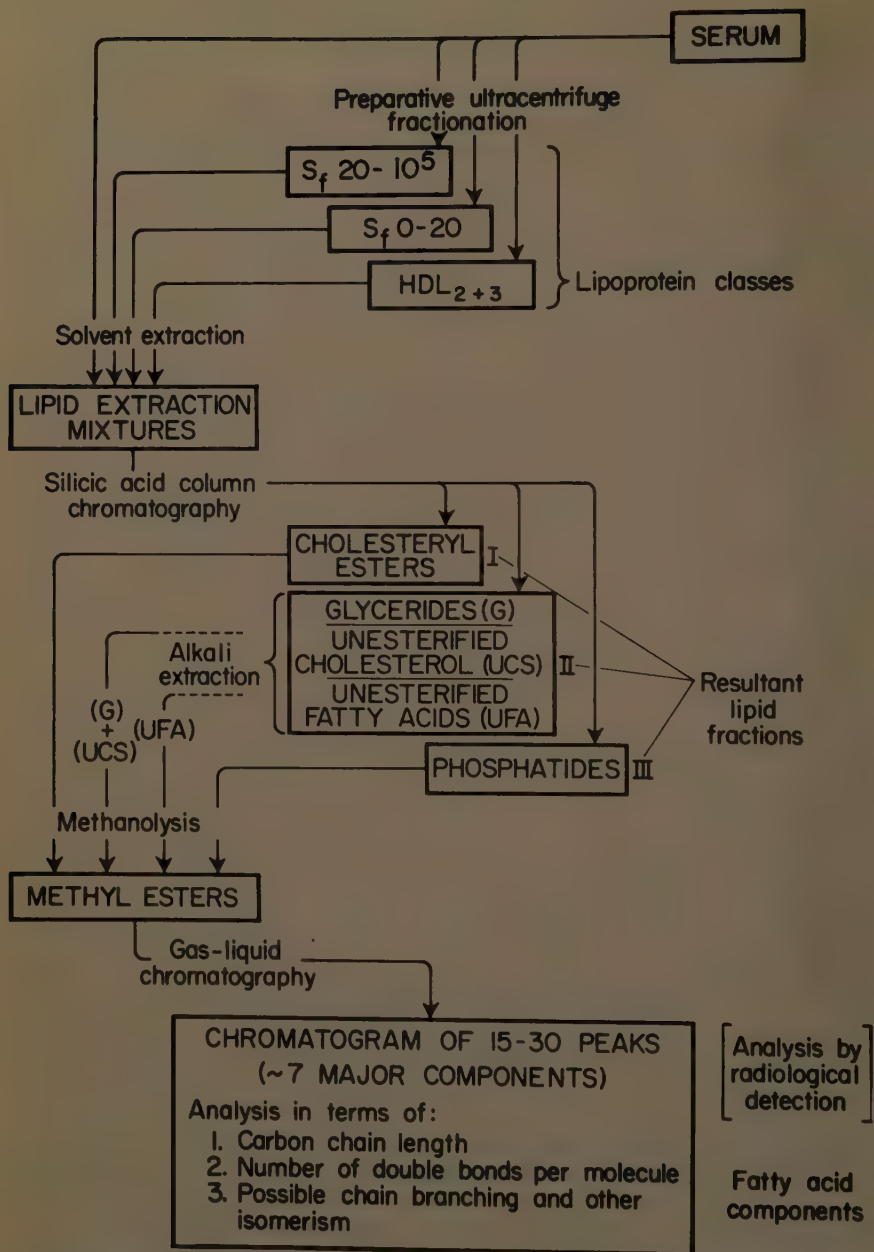 SERUM
Preparative ultracentrifuge
fractionation
Sf 20-10⁵
Sf 0-20
HDL2+3
Lipoprotein classes
Solvent extraction
LIPID EXTRACTION
MIXTURES
Silicic acid column
chromatography
CHOLESTERYL
ESTERS
I
GLYCERIDES (G)
UNESTERIFIED
CHOLESTEROL (UCS)
UNESTERIFIED
FATTY ACIDS (UFA)
II
Alkali
extraction
(G)
+
(UCS)
(UFA)
Resultant
lipid
fractions
PHOSPHATIDES
III
Methanolysis
METHYL ESTERS
Gas-liquid
chromatography
CHROMATOGRAM OF 15-30 PEAKS
(~7 MAJOR COMPONENTS)
Analysis in terms of:
1. Carbon chain length
2. Number of double bonds per molecule
3. Possible chain branching and other
isomerism
[Analysis by
radiological
detection]
Fatty acid
components